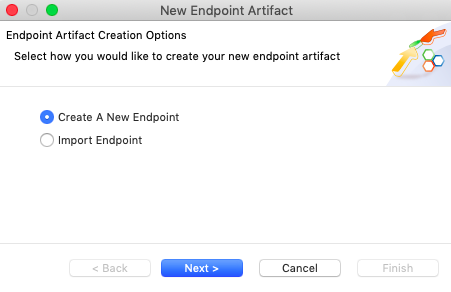 New Endpoint Artifact
Endpoint Artifact Creation Options
Select how you would like to create your new endpoint artifact
Create A New Endpoint
Import Endpoint
< Back
Next >
Cancel
Finish